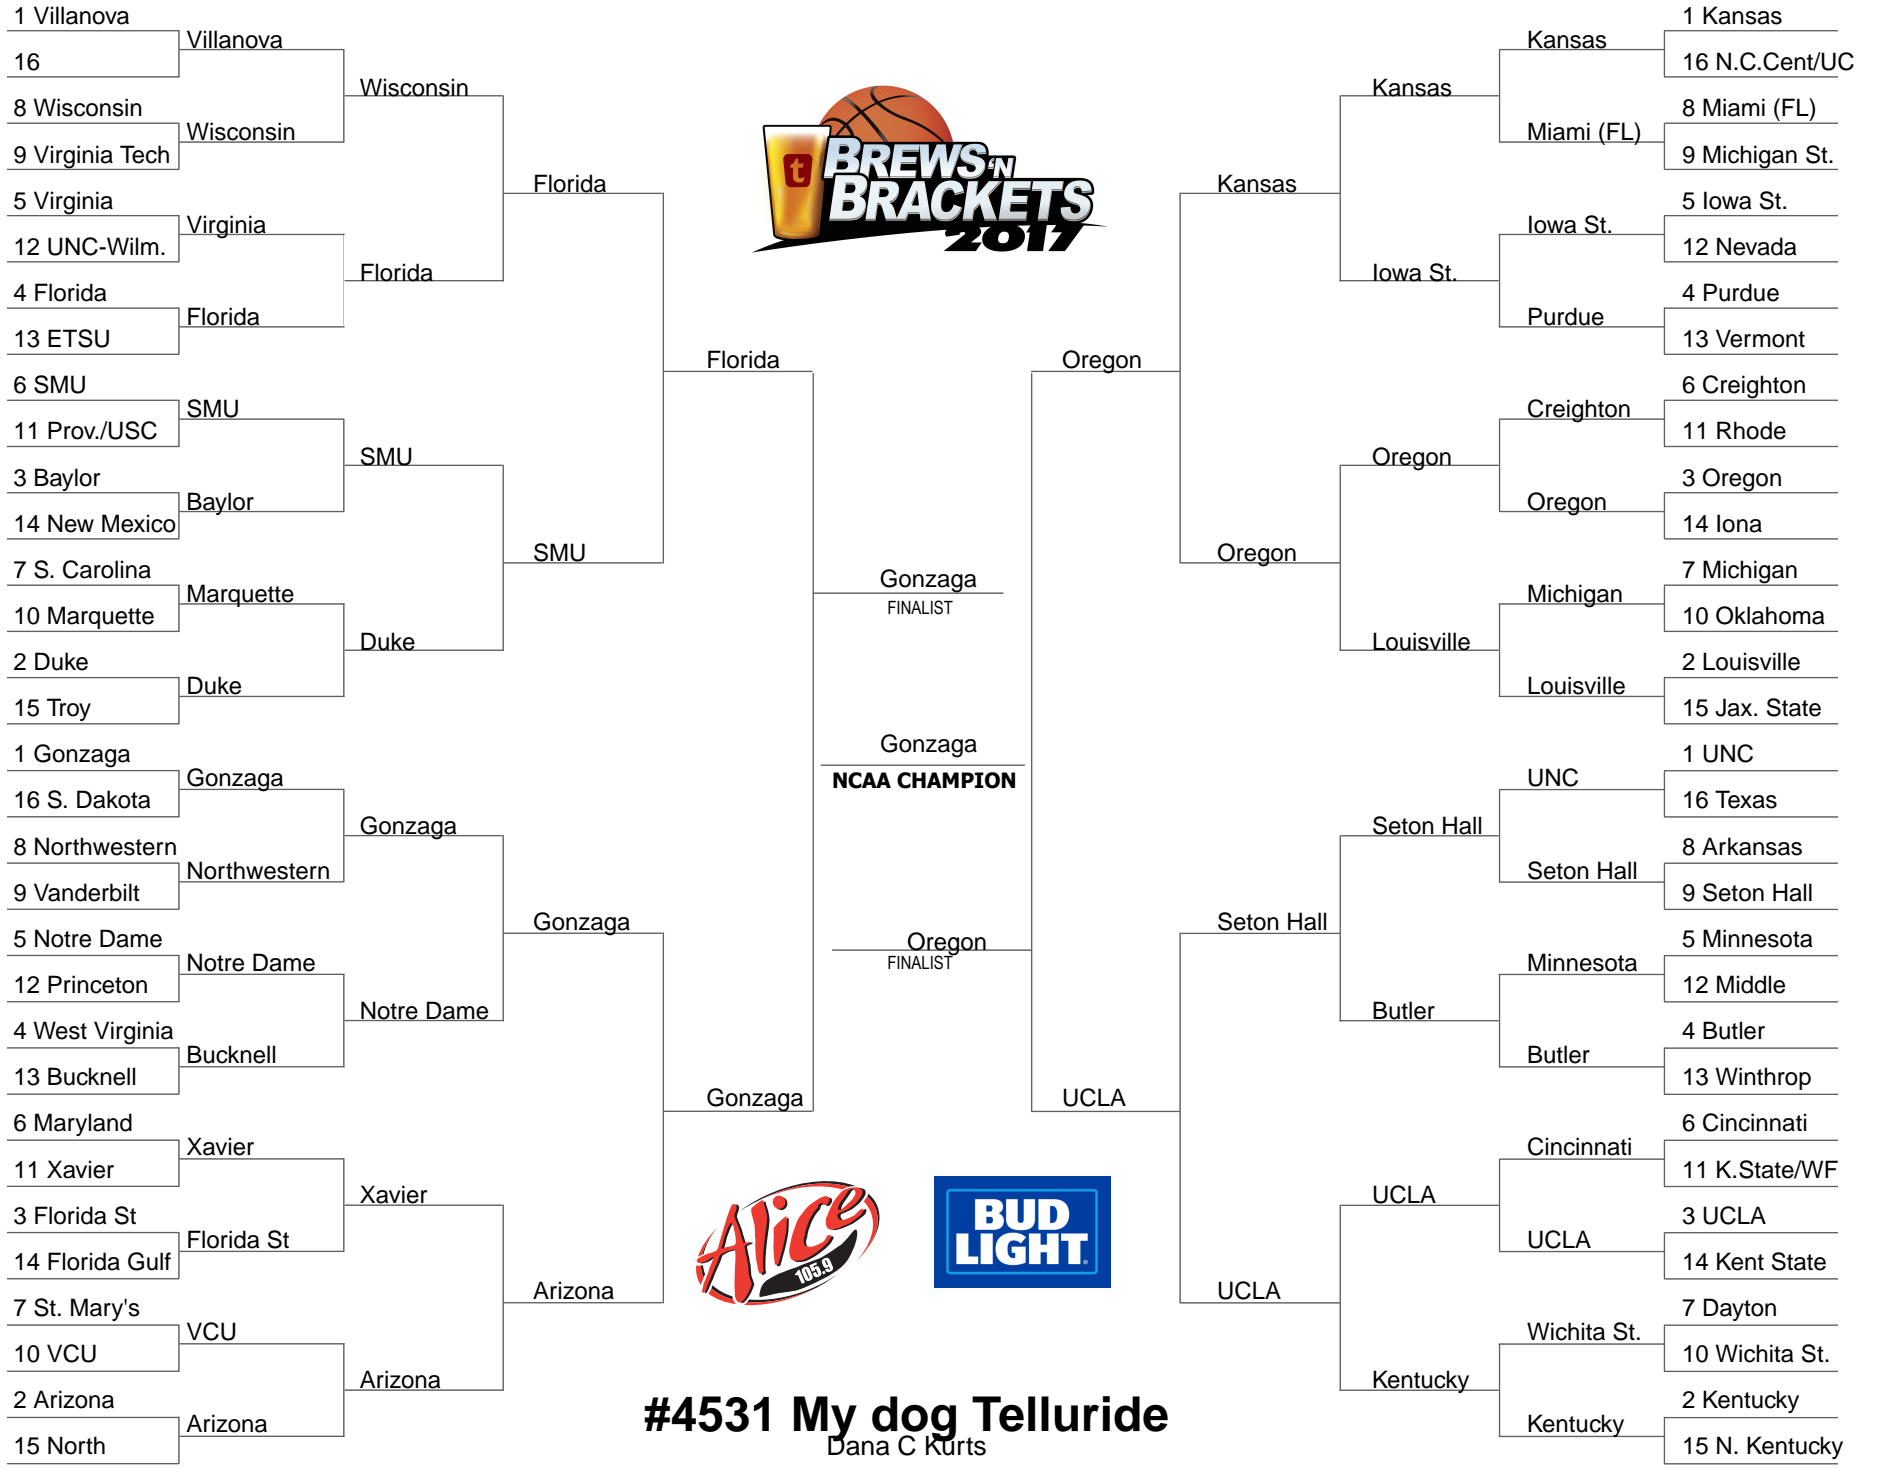 1 Villanova
16
8 Wisconsin
9 Virginia Tech
5 Virginia
12 UNC-Wilm.
4 Florida
13 ETSU
6 SMU
11 Prov./USC
3 Baylor
14 New Mexico
7 S. Carolina
10 Marquette
2 Duke
15 Troy
1 Gonzaga
16 S. Dakota
8 Northwestern
9 Vanderbilt
5 Notre Dame
12 Princeton
4 West Virginia
13 Bucknell
6 Maryland
11 Xavier
3 Florida St
14 Florida Gulf
7 St. Mary's
10 VCU
2 Arizona
15 North
Villanova
Wisconsin
Virginia
Florida
SMU
Baylor
Marquette
Duke
Gonzaga
Northwestern
Notre Dame
Bucknell
Xavier
Florida St
VCU
Arizona
Wisconsin
Florida
SMU
Duke
Gonzaga
Notre Dame
Xavier
Arizona
Florida
SMU
Gonzaga
Arizona
Florida
Gonzaga
t
BREWS 'N
BRACKETS
2017
Gonzaga
FINALIST
Gonzaga
NCAA CHAMPION
Oregon
FINALIST
Alice
105.9
BUD
LIGHT
#4531 My dog Telluride
Dana C Kurts
Oregon
UCLA
Kansas
Oregon
Seton Hall
UCLA
Kansas
Iowa St.
Oregon
Louisville
Seton Hall
Butler
UCLA
Kentucky
Kansas
Miami (FL)
Iowa St.
Purdue
Creighton
Oregon
Michigan
Louisville
UNC
Seton Hall
Minnesota
Butler
Cincinnati
UCLA
Wichita St.
Kentucky
1 Kansas
16 N.C.Cent/UC
8 Miami (FL)
9 Michigan St.
5 Iowa St.
12 Nevada
4 Purdue
13 Vermont
6 Creighton
11 Rhode
3 Oregon
14 Iona
7 Michigan
10 Oklahoma
2 Louisville
15 Jax. State
1 UNC
16 Texas
8 Arkansas
9 Seton Hall
5 Minnesota
12 Middle
4 Butler
13 Winthrop
6 Cincinnati
11 K.State/WF
3 UCLA
14 Kent State
7 Dayton
10 Wichita St.
2 Kentucky
15 N. Kentucky